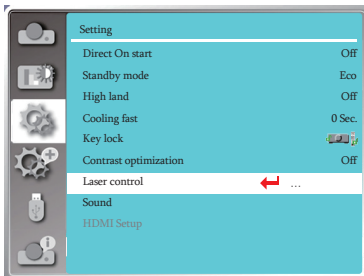 Setting
Direct On start Off
Standby mode Eco
High land Off
Cooling fast 0 Sec.
Key lock
Contrast optimization Off
Laser control ...
Sound
HDMI Setup